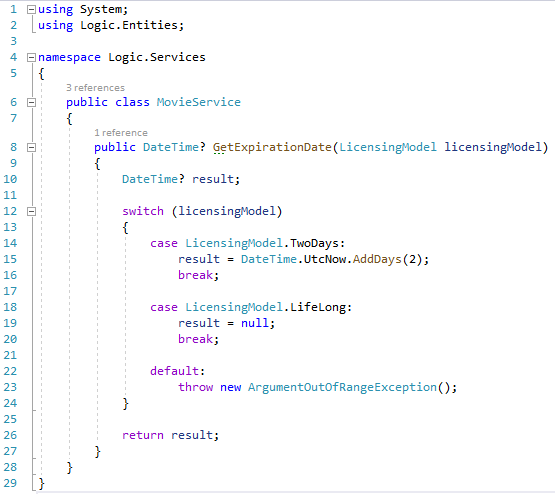 1 using System;
2 using Logic.Entities;
3
4 namespace Logic.Services
5 {
3 references
6 public class MovieService
7 {
1 reference
8 public DateTime? GetExpirationDate(LicensingModel licensingModel)
9 {
10 DateTime? result;
11
12 switch (licensingModel)
13 {
14 case LicensingModel.TwoDays:
15 result = DateTime.UtcNow.AddDays(2);
16 break;
17
18 case LicensingModel.LifeLong:
19 result = null;
20 break;
21
22 default:
23 throw new ArgumentOutOfRangeException();
24 }
25
26 return result;
27 }
28 }
29 }